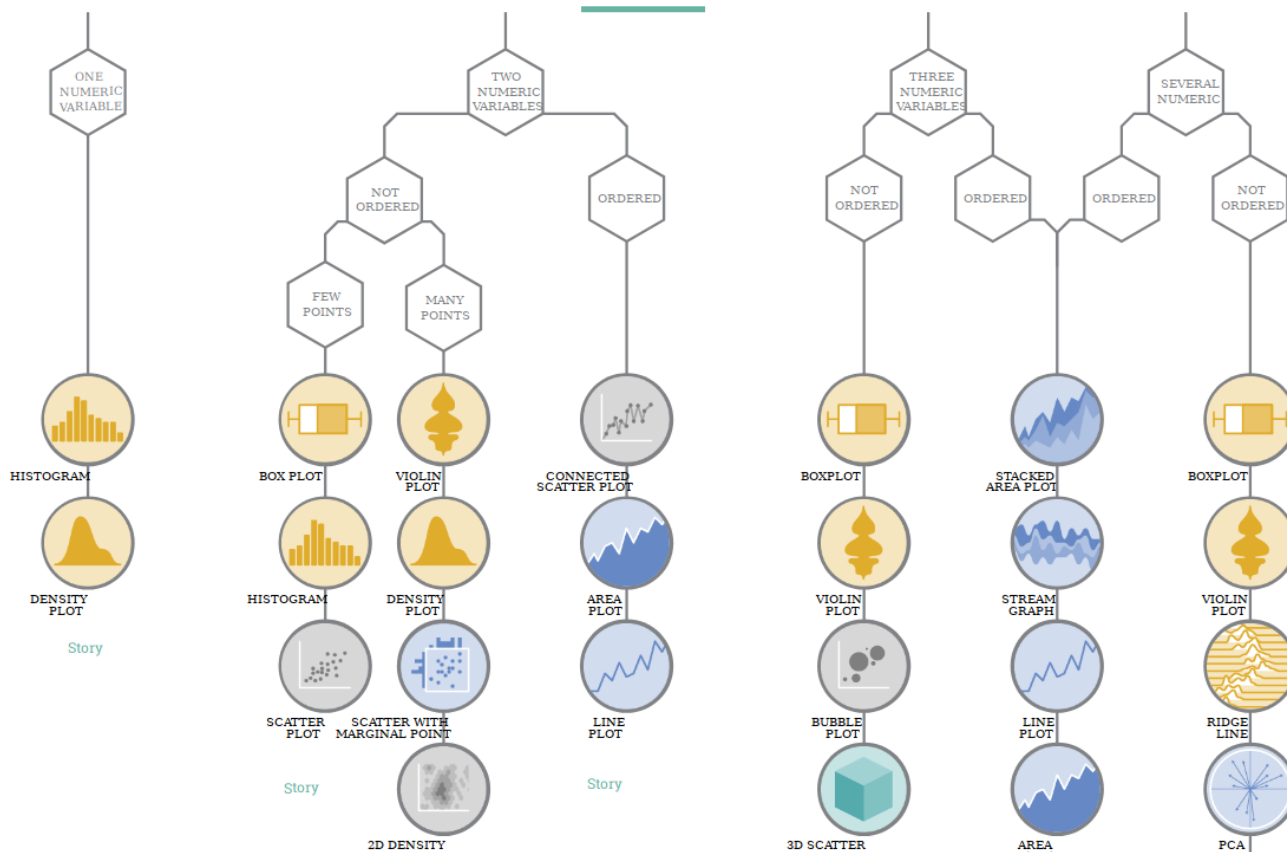 ONE
NUMERIC
VARIABLE
TWO
NUMERIC
VARIABLES
THREE
NUMERIC
VARIABLES
SEVERAL
NUMERIC
NOT
ORDERED
ORDERED
NOT
ORDERED
ORDERED
ORDERED
NOT
ORDERED
FEW
POINTS
MANY
POINTS
HISTOGRAM
BOX PLOT
VIOLIN
PLOT
CONNECTED
SCATTER PLOT
BOXPLOT
STACKED
AREA PLOT
BOXPLOT
DENSITY
PLOT
HISTOGRAM
DENSITY
PLOT
AREA
PLOT
VIOLIN
PLOT
STREAM
GRAPH
VIOLIN
PLOT
Story
SCATTER
PLOT
SCATTER WITH
MARGINAL POINT
LINE
PLOT
BUBBLE
PLOT
LINE
PLOT
RIDGE
LINE
Story
Story
2D DENSITY
3D SCATTER
AREA
PCA